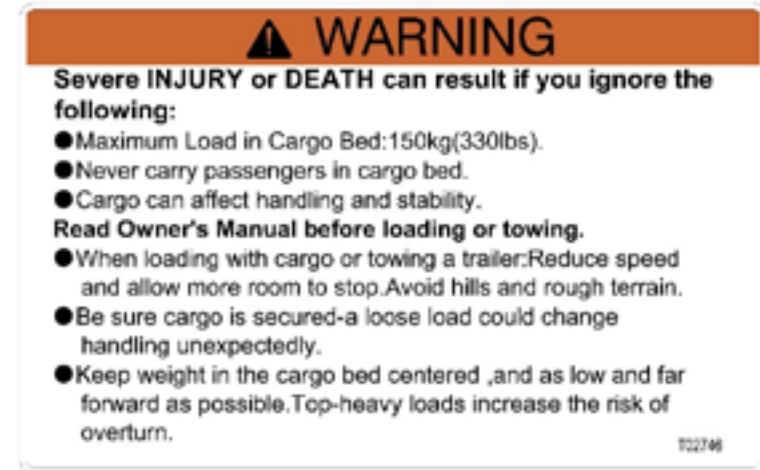 WARNING
Severe INJURY or DEATH can result if you ignore the
following:
●Maximum Load in Cargo Bed:150kg(330lbs).
●Never carry passengers in cargo bed.
●Cargo can affect handling and stability.
Read Owner's Manual before loading or towing.
●When loading with cargo or towing a trailer:Reduce speed
and allow more room to stop.Avoid hills and rough terrain.
●Be sure cargo is secured-a loose load could change
handling unexpectedly.
●Keep weight in the cargo bed centered ,and as low and far
forward as possible.Top-heavy loads increase the risk of
overturn.
T02746